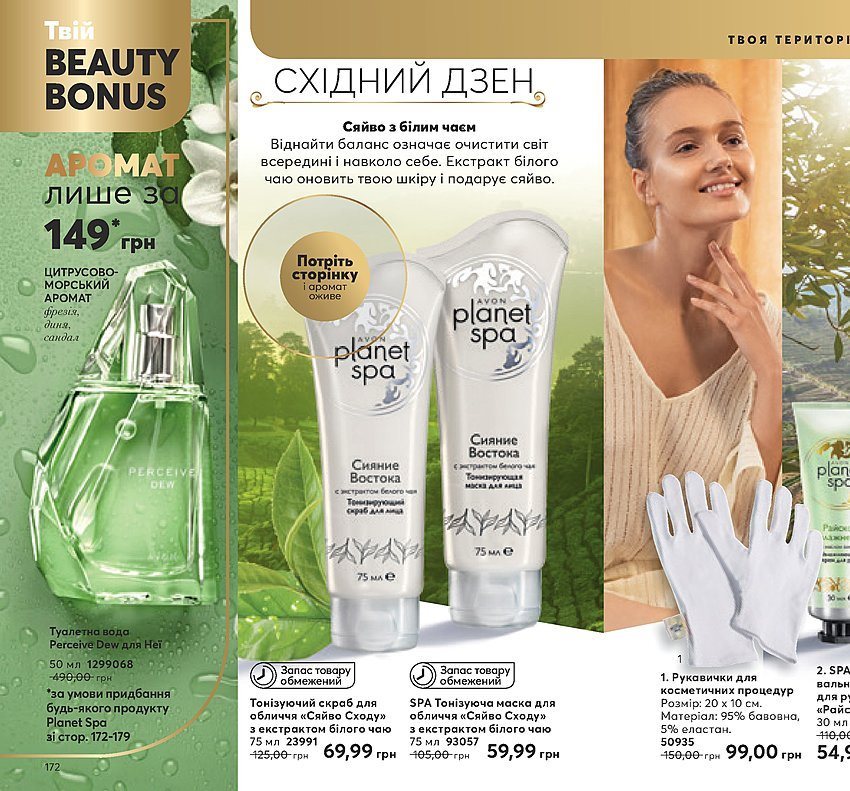 Твій
BEAUTY
BONUS
АРОМАТ
лише за
149* грн
ЦИТРУСОВО-
МОРСЬКИЙ
АРОМАТ
фрезія,
диня,
сандал
PERCEIVE
DEW
AVON
Туалетна вода
Perceive Dew для Неї
50 мл 1299068
490,00 грн
*за умови придбання
будь-якого продукту
Planet Spa
зі стор. 172-179
172
ТВОЯ ТЕРИТОРІ
СХІДНИЙ ДЗЕН
Сяйво з білим чаєм
Віднайти баланс означає очистити світ
всередині і навколо себе. Екстракт білого
чаю оновить твою шкіру і подарує сяйво.
Потріть
сторінку
і аромат
оживе
AVON
planet
spa
Сияние
Востока
с экстрактом белого чая
Тонизирующий
скраб для лица
75 мл e
AVON
planet
spa
Сияние
Востока
с экстрактом белого чая
Тонизирующая
маска для лица
75 мл e
Запас товару
обмежений
Тонізуючий скраб для
обличчя «Сяйво Сходу»
з екстрактом білого чаю
75 мл 23991
125,00 грн 69,99 грн
Запас товару
обмежений
SPA Тонізуюча маска для
обличчя «Сяйво Сходу»
з екстрактом білого чаю
75 мл 93057
105,00 грн 59,99 грн
1
1. Рукавички для
косметичних процедур
Розмір: 20 x 10 см.
Матеріал: 95% бавовна,
5% еластан.
50935
150,00 грн 99,00 грн
AVON
planet
spa
30 мл
2. SPA
вальн
для ру
«Райс
30 мл
110,00
54,9